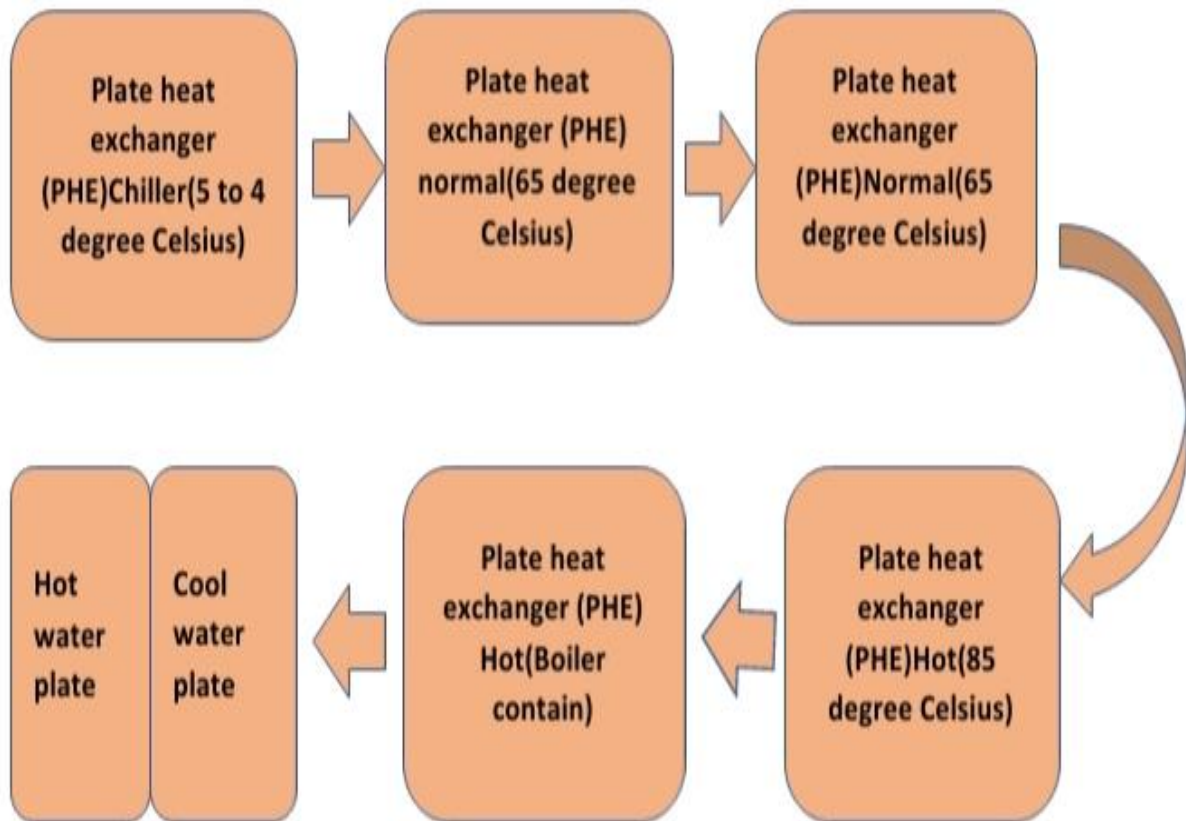 Plate heat
exchanger
(PHE)Chiller(5 to 4
degree Celsius)
Plate heat
exchanger (PHE)
normal(65 degree
Celsius)
Plate heat
exchanger
(PHE)Normal(65
degree Celsius)
Plate heat
exchanger
(PHE)Hot(85
degree Celsius)
Plate heat
exchanger (PHE)
Hot(Boiler
contain)
Hot
water
plate
Cool
water
plate